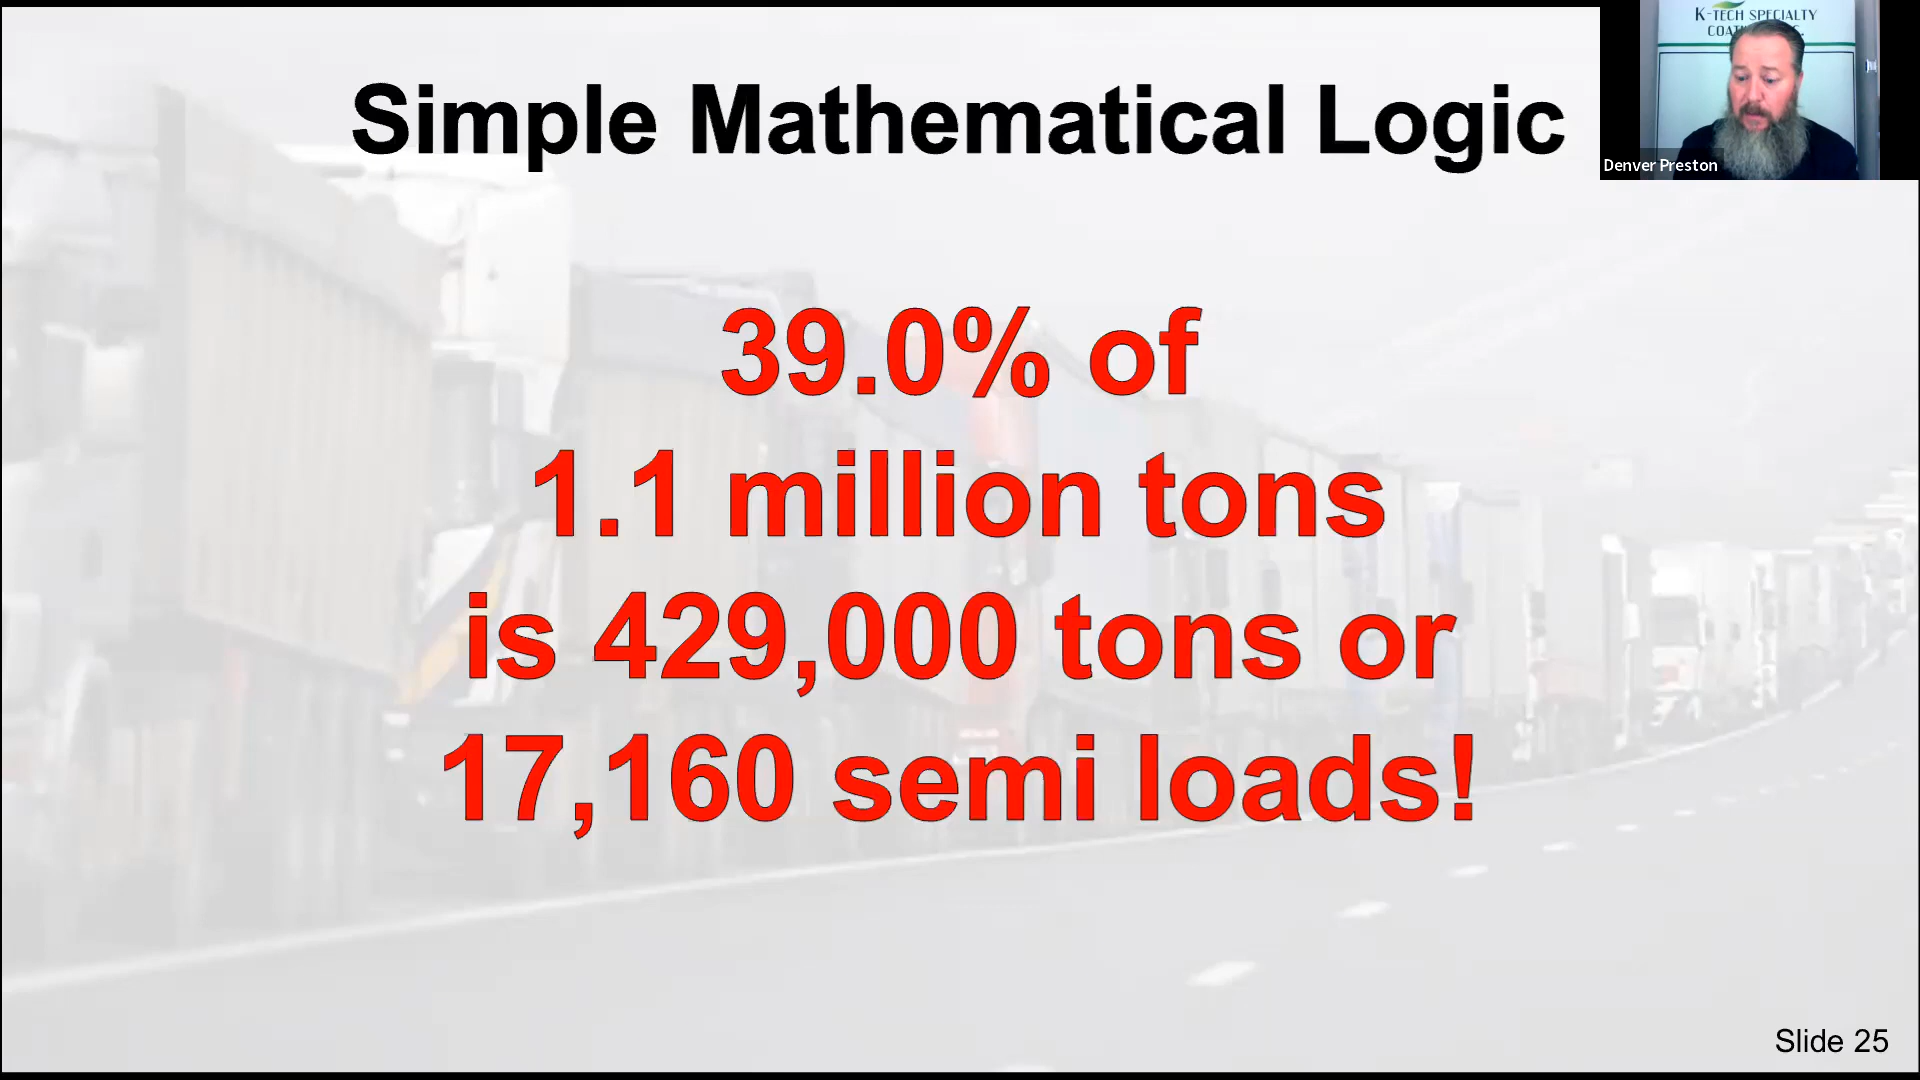 Simple Mathematical Logic
K-TECH SPECIALTY
Denver Preston
39.0% of
1.1 million tons
is 429,000 tons or
17,160 semi loads!
Slide 25